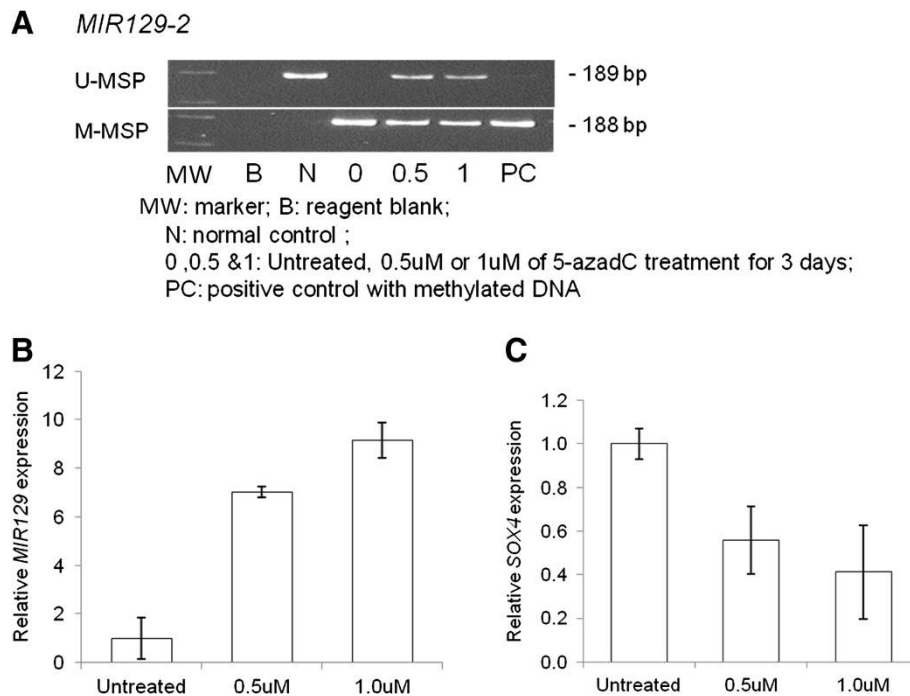 A MIR129-2
U-MSP - 189 bp
M-MSP - 188 bp
MW B N 0 0.5 1 PC
MW: marker; B: reagent blank;
N: normal control ;
0 ,0.5 &1: Untreated, 0.5uM or 1uM of 5-azadC treatment for 3 days;
PC: positive control with methylated DNA
B
Relative MIR129 expression
12
10
8
6
4
2
0
Untreated 0.5uM 1.0uM
C
Relative SOX4 expression
1.2
1.0
0.8
0.6
0.4
0.2
0.0
Untreated 0.5uM 1.0uM